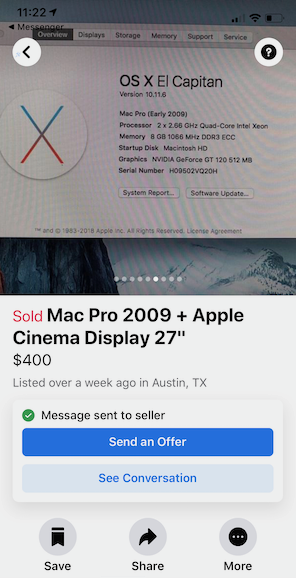 11:22
Messenger
Overview Displays Storage Memory Support Service
OS X El Capitan
Version 10.11.6
Mac Pro (Early 2009)
Processor 2 x 2.66 GHz Quad-Core Intel Xeon
Memory 8 GB 1066 MHz DDR3 ECC
Startup Disk Macintosh HD
Graphics NVIDIA GeForce GT 120 512 MB
Serial Number H09502VQ20H
System Report... Software Update...
™ and © 1983-2016 Apple Inc. All Rights Reserved. License Agreement
Sold Mac Pro 2009 + Apple
Cinema Display 27"
$400
Listed over a week ago in Austin, TX
Message sent to seller
Send an Offer
See Conversation
Save Share More